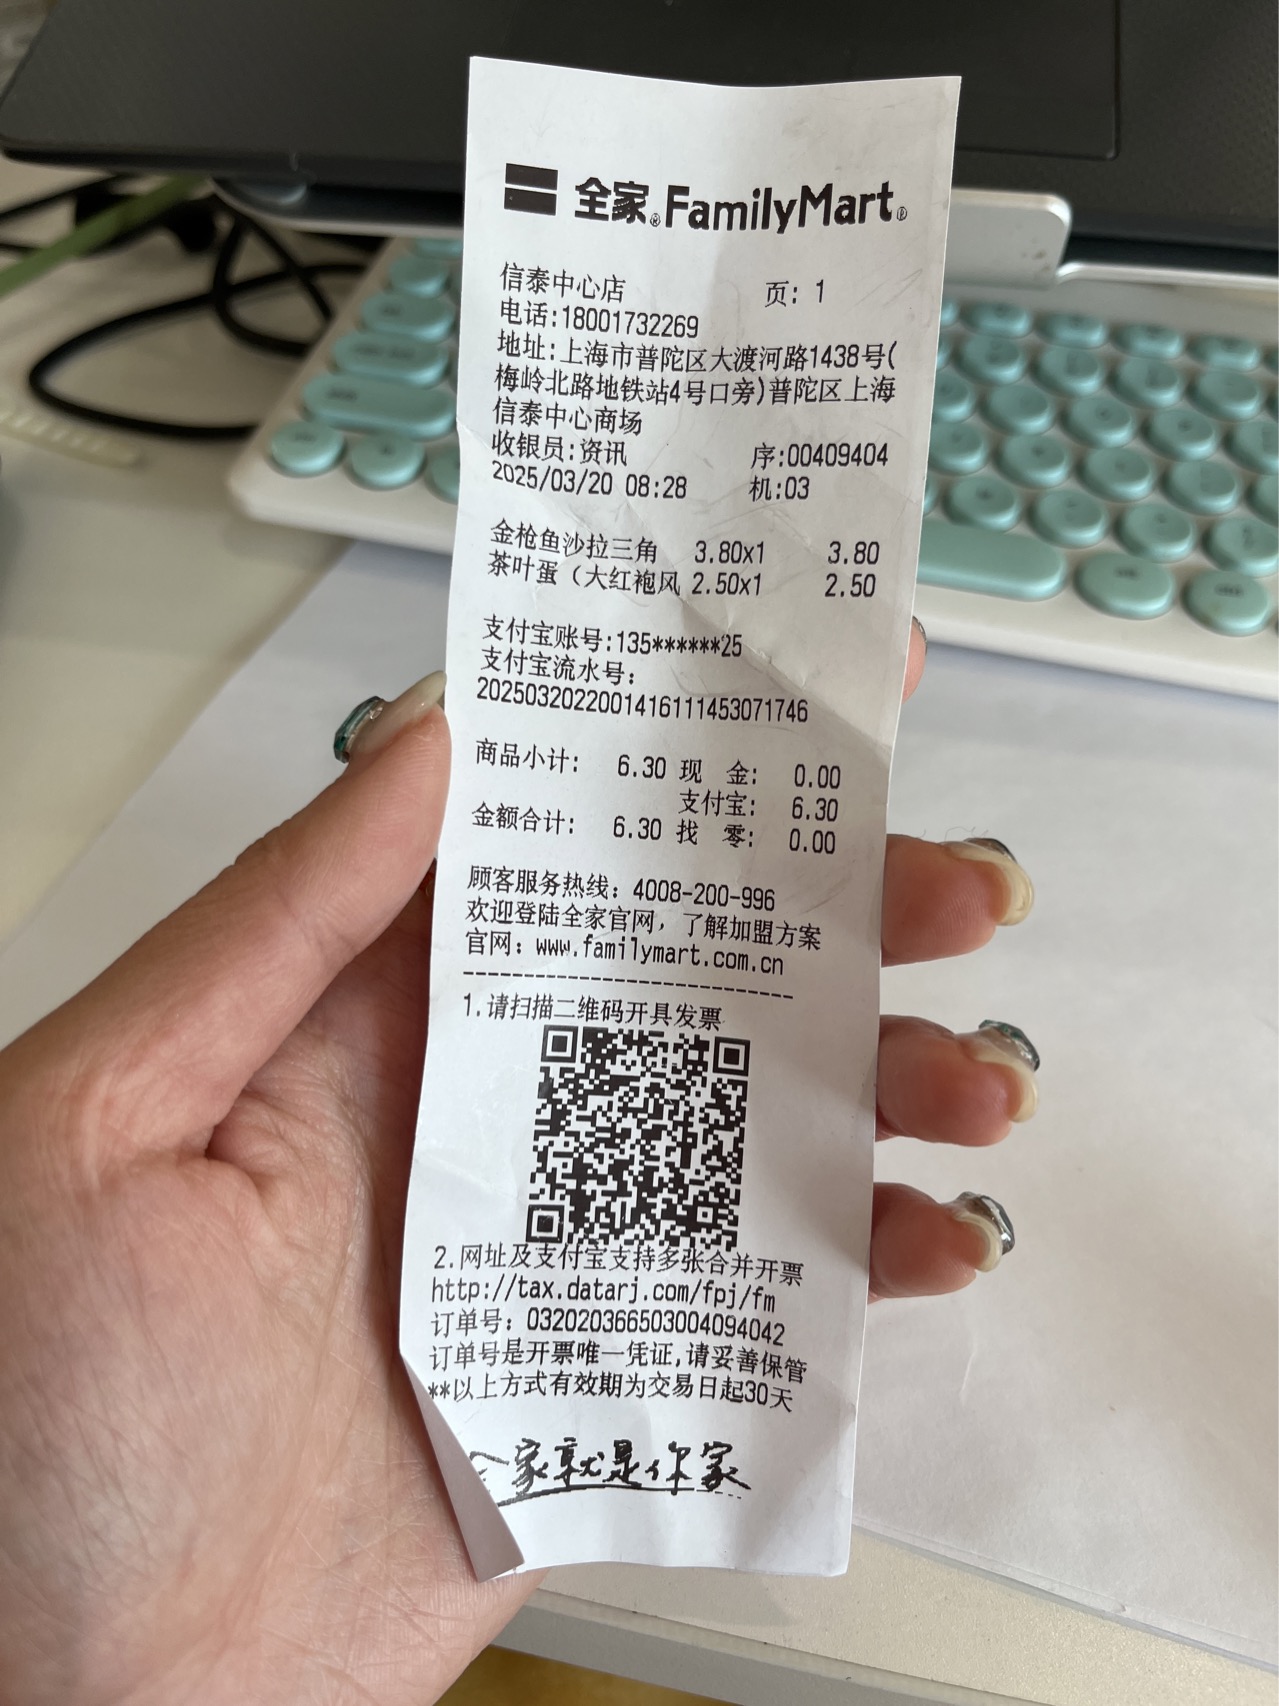 全家®FamilyMart®
信泰中心店 页: 1
电话:18001732269
地址:上海市普陀区大渡河路1438号(
梅岭北路地铁站4号口旁)普陀区上海
信泰中心商场
收银员:资讯 序:00409404
2025/03/20 08:28 机:03
金枪鱼沙拉三角 3.80x1 3.80
茶叶蛋（大红袍风 2.50x1 2.50
支付宝账号:135******25
支付宝流水号:
2025032022001416111453071746
商品小计: 6.30 现 金: 0.00
支付宝: 6.30
金额合计: 6.30 找 零: 0.00
顾客服务热线: 4008-200-996
欢迎登陆全家官网，了解加盟方案
官网: www.familymart.com.cn
----------------------------
1.请扫描二维码开具发票
2.网址及支付宝支持多张合并开票
http://tax.datarj.com/fpj/fm
订单号: 032020366503004094042
订单号是开票唯一凭证,请妥善保管
**以上方式有效期为交易日起30天
全家就是你家